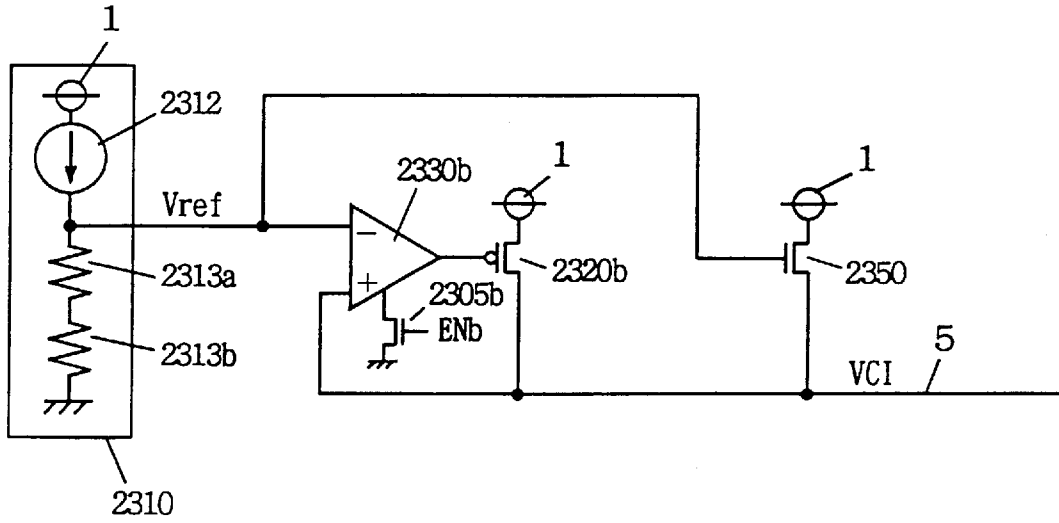 1
2312
2330b
1
1
Vref
−
+
2313a
2320b
2350
2305b
ENb
2313b
VCI
5
2310